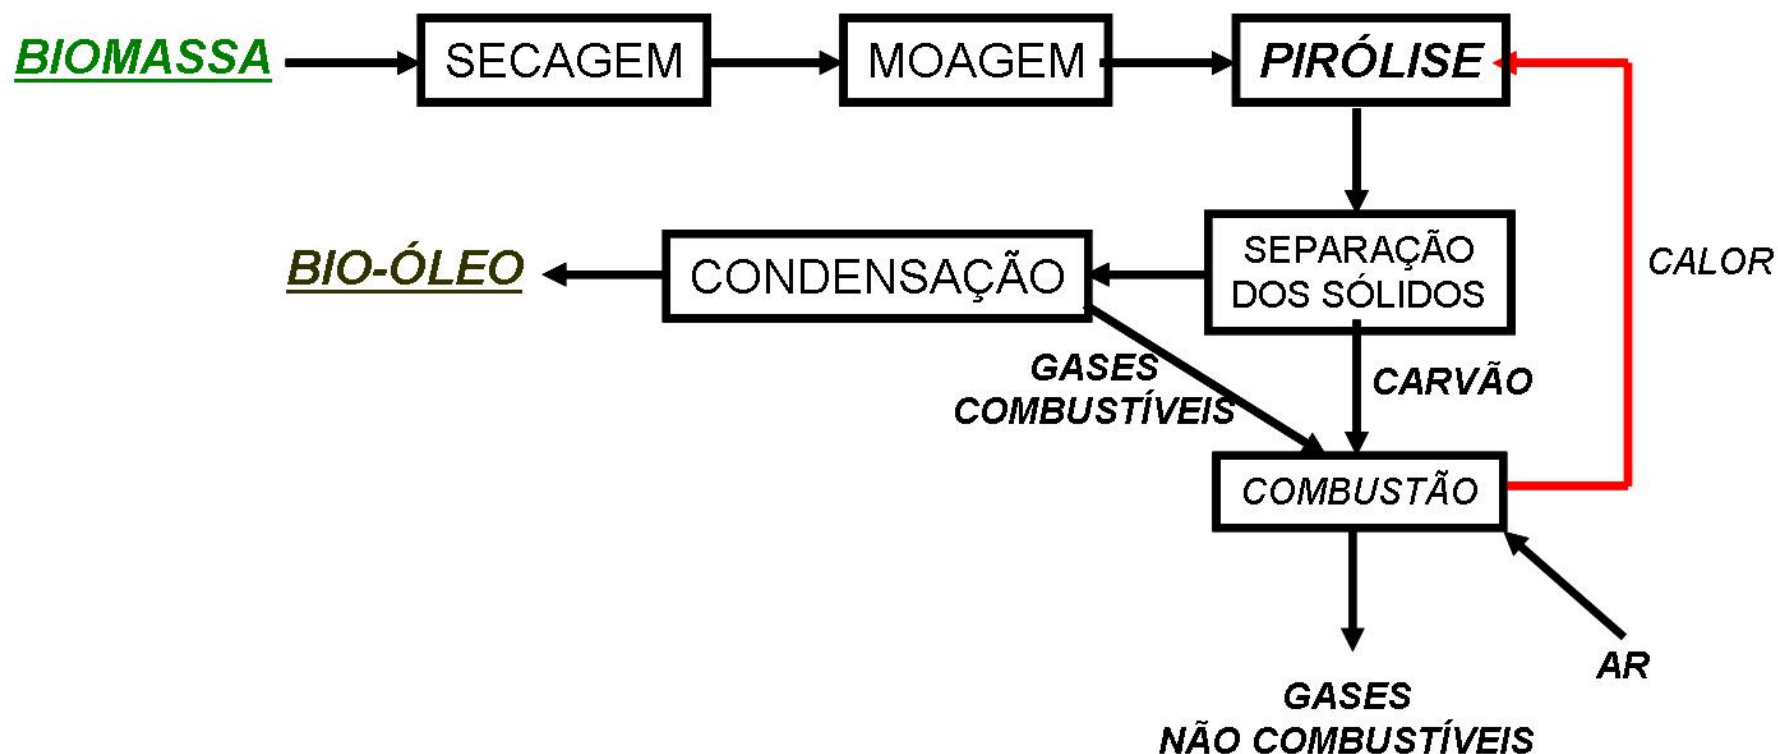 BIOMASSA
SECAGEM
MOAGEM
PIRÓLISE
BIO-ÓLEO
CONDENSAÇÃO
SEPARAÇÃO
DOS SÓLIDOS
CALOR
GASES
COMBUSTÍVEIS
CARVÃO
COMBUSTÃO
AR
GASES
NÃO COMBUSTÍVEIS